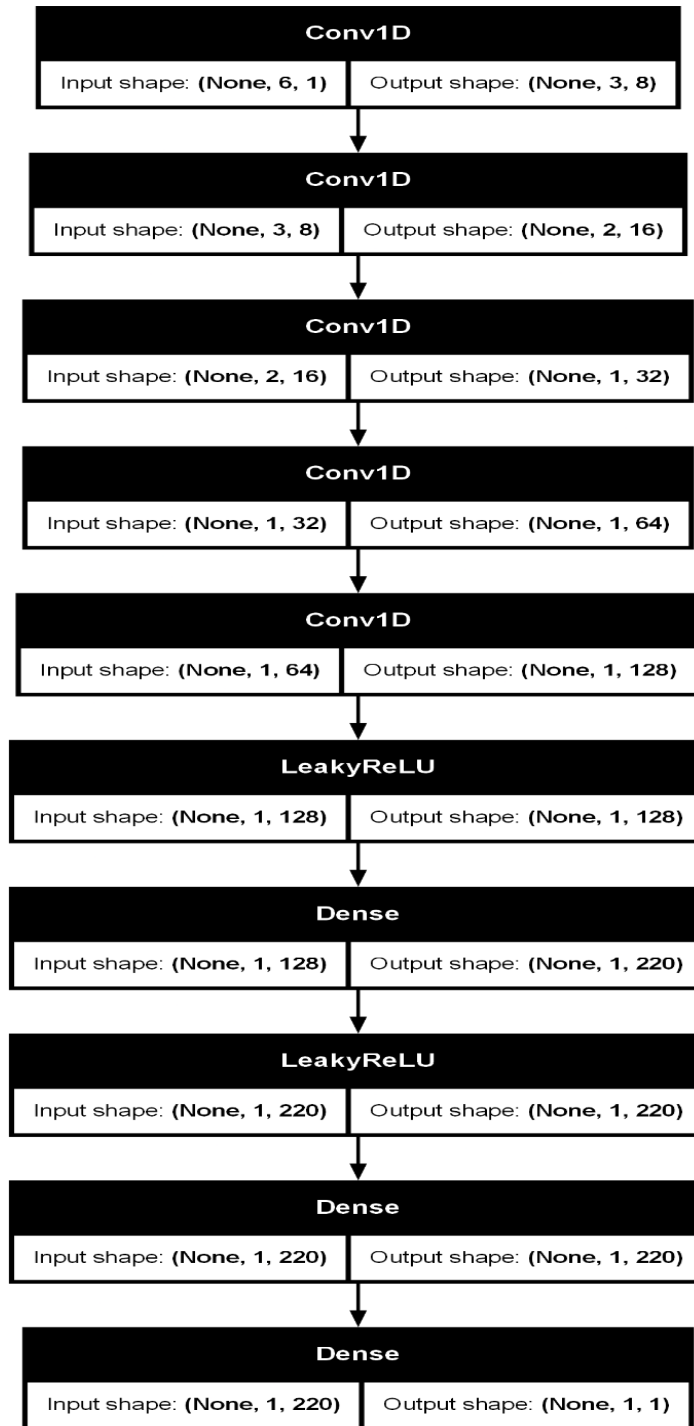 Conv1D
Input shape: (None, 6, 1) Output shape: (None, 3, 8)
Conv1D
Input shape: (None, 3, 8) Output shape: (None, 2, 16)
Conv1D
Input shape: (None, 2, 16) Output shape: (None, 1, 32)
Conv1D
Input shape: (None, 1, 32) Output shape: (None, 1, 64)
Conv1D
Input shape: (None, 1, 64) Output shape: (None, 1, 128)
LeakyReLU
Input shape: (None, 1, 128) Output shape: (None, 1, 128)
Dense
Input shape: (None, 1, 128) Output shape: (None, 1, 220)
LeakyReLU
Input shape: (None, 1, 220) Output shape: (None, 1, 220)
Dense
Input shape: (None, 1, 220) Output shape: (None, 1, 220)
Dense
Input shape: (None, 1, 220) Output shape: (None, 1, 1)